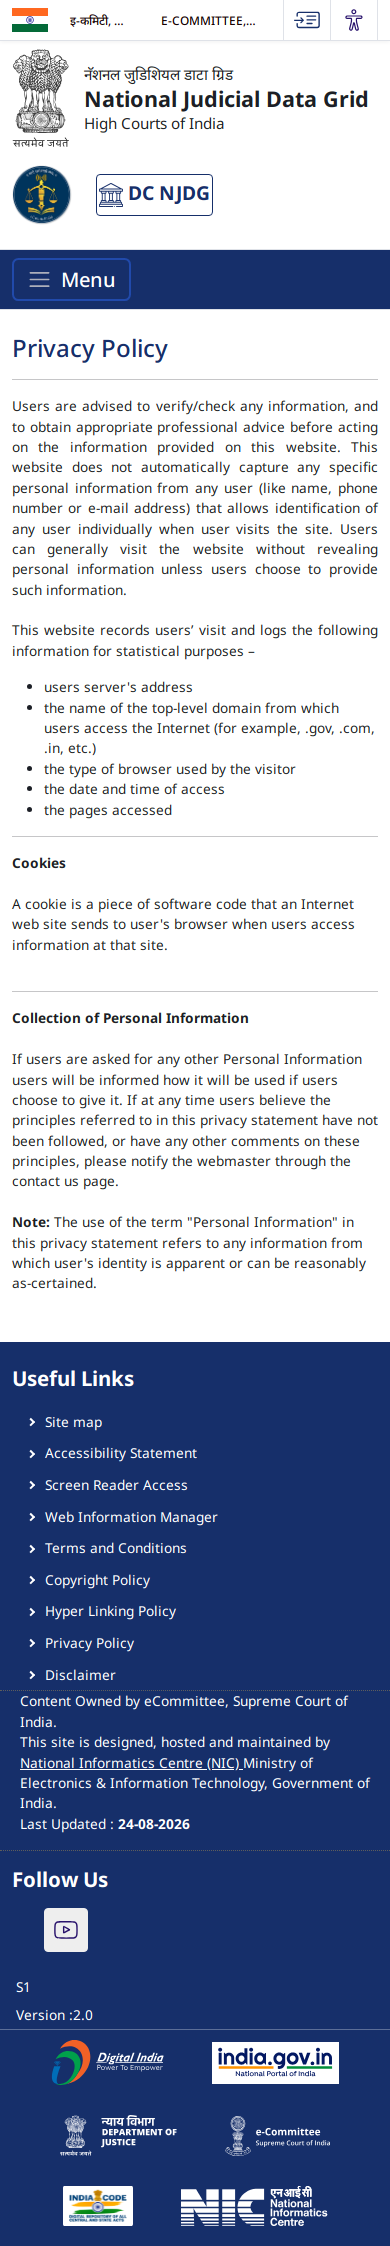 इ-कमिटी, ...
E-COMMITTEE,...
नॅशनल जुडिशियल डाटा ग्रिड
National Judicial Data Grid
High Courts of India
सत्यमेव जयते
DC NJDG
Menu
Privacy Policy
Users are advised to verify/check any information, and
to obtain appropriate professional advice before acting
on the information provided on this website. This
website does not automatically capture any specific
personal information from any user (like name, phone
number or e-mail address) that allows identification of
any user individually when user visits the site. Users
can generally visit the website without revealing
personal information unless users choose to provide
such information.
This website records users’ visit and logs the following
information for statistical purposes –
users server's address
the name of the top-level domain from which
users access the Internet (for example, .gov, .com,
.in, etc.)
the type of browser used by the visitor
the date and time of access
the pages accessed
Cookies
A cookie is a piece of software code that an Internet
web site sends to user's browser when users access
information at that site.
Collection of Personal Information
If users are asked for any other Personal Information
users will be informed how it will be used if users
choose to give it. If at any time users believe the
principles referred to in this privacy statement have not
been followed, or have any other comments on these
principles, please notify the webmaster through the
contact us page.
Note: The use of the term "Personal Information" in
this privacy statement refers to any information from
which user's identity is apparent or can be reasonably
as-certained.
Useful Links
Site map
Accessibility Statement
Screen Reader Access
Web Information Manager
Terms and Conditions
Copyright Policy
Hyper Linking Policy
Privacy Policy
Disclaimer
Content Owned by eCommittee, Supreme Court of
India.
This site is designed, hosted and maintained by
National Informatics Centre (NIC) Ministry of
Electronics & Information Technology, Government of
India.
Last Updated : 24-08-2026
Follow Us
S1
Version :2.0
Digital India
Power To Empower
india.gov.in
National Portal of India
न्याय विभाग
DEPARTMENT OF
JUSTICE
सत्यमेव जयते
e-Committee
Supreme Court of India
INDIA CODE
DIGITAL REPOSITORY OF ALL
CENTRAL AND STATE ACTS
NIC
एनआईसी
National
Informatics
Centre